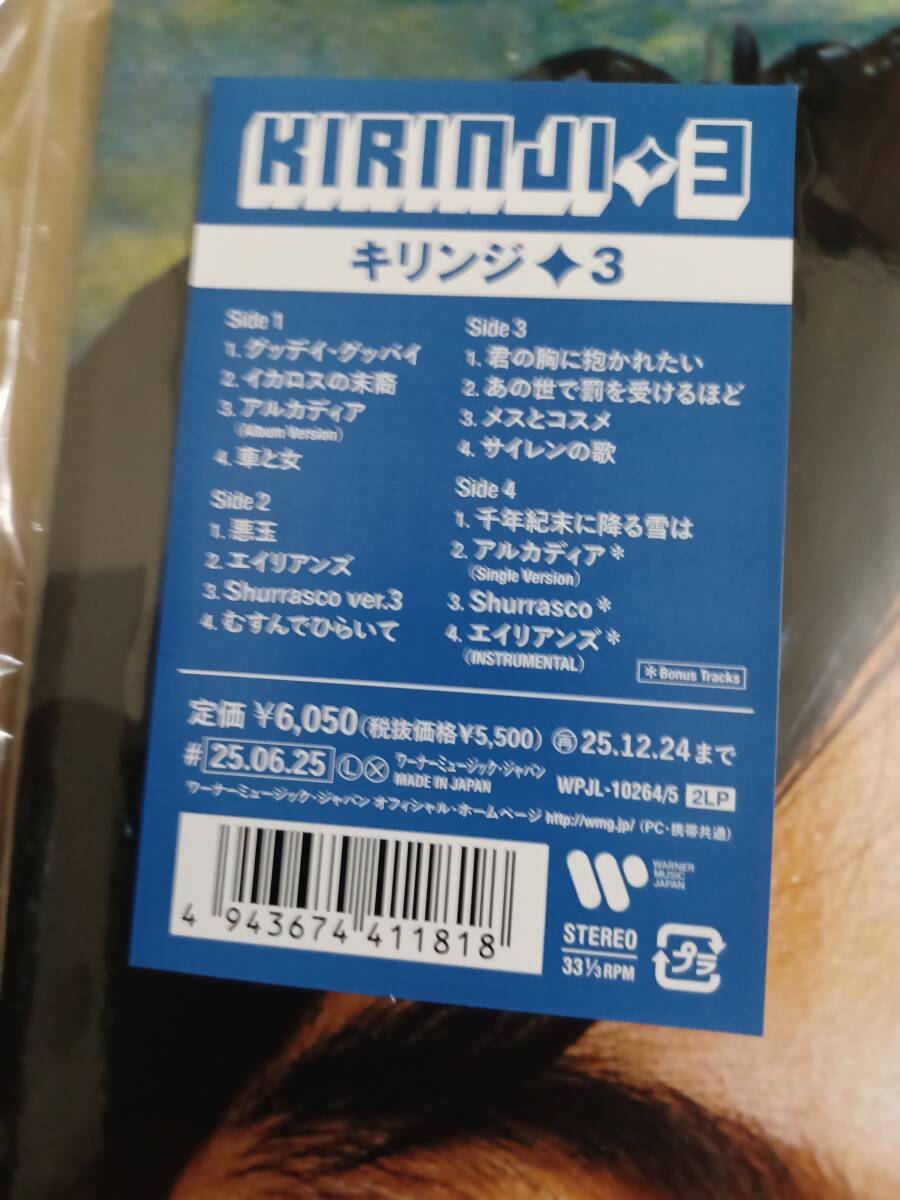 KIRINJI✦3
キリンジ✦3
Side 1
1. グッデイ・グッバイ
2. イカロスの末裔
3. アルカディア
(Album Version)
4. 車と女
Side 2
1. 悪玉
2. エイリアンズ
3. Shurrasco ver.3
4. むすんでひらいて
Side 3
1. 君の胸に抱かれたい
2. あの世で罰を受けるほど
3. メスとコスメ
4. サイレンの歌
Side 4
1. 千年紀末に降る雪は
2. アルカディア*
(Single Version)
3. Shurrasco*
4. エイリアンズ*
(INSTRUMENTAL)
*Bonus Tracks
定価 ¥6,050(税抜価格¥5,500) ㊢25.12.24まで
#25.06.25 Ⓛⓧ ワーナーミュージック・ジャパン
MADE IN JAPAN
WPJL-10264/5 2LP
ワーナーミュージック・ジャパン オフィシャル・ホームページ http://wmg.jp/ (PC・携帯共通)
4 943674 411818
WARNER
MUSIC
JAPAN
STEREO
33 1/3 RPM
プラ